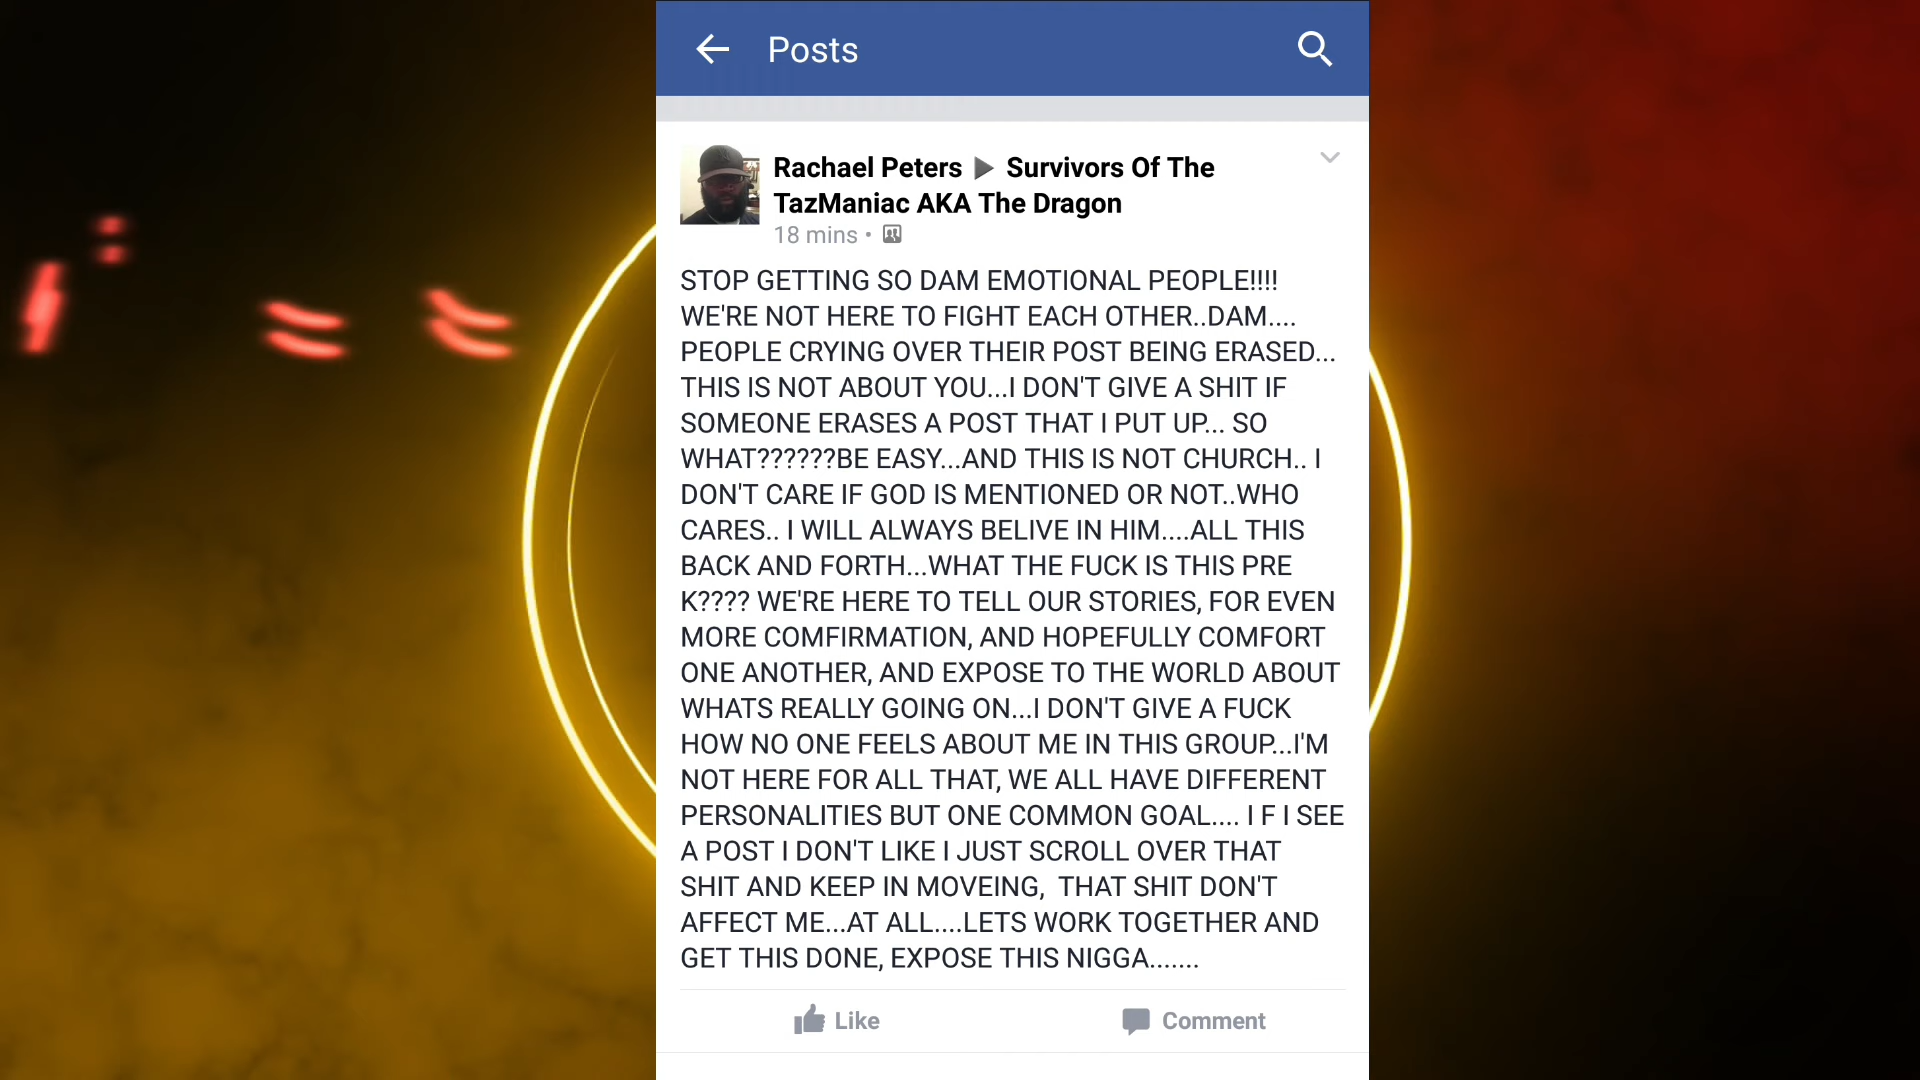 Posts
Rachael Peters ▶ Survivors Of The
TazManiac AKA The Dragon
18 mins •
STOP GETTING SO DAM EMOTIONAL PEOPLE!!!!
WE'RE NOT HERE TO FIGHT EACH OTHER..DAM....
PEOPLE CRYING OVER THEIR POST BEING ERASED...
THIS IS NOT ABOUT YOU...I DON'T GIVE A SHIT IF
SOMEONE ERASES A POST THAT I PUT UP... SO
WHAT??????BE EASY...AND THIS IS NOT CHURCH.. I
DON'T CARE IF GOD IS MENTIONED OR NOT..WHO
CARES.. I WILL ALWAYS BELIVE IN HIM....ALL THIS
BACK AND FORTH...WHAT THE FUCK IS THIS PRE
K???? WE'RE HERE TO TELL OUR STORIES, FOR EVEN
MORE COMFIRMATION, AND HOPEFULLY COMFORT
ONE ANOTHER, AND EXPOSE TO THE WORLD ABOUT
WHATS REALLY GOING ON...I DON'T GIVE A FUCK
HOW NO ONE FEELS ABOUT ME IN THIS GROUP...I'M
NOT HERE FOR ALL THAT, WE ALL HAVE DIFFERENT
PERSONALITIES BUT ONE COMMON GOAL.... I F I SEE
A POST I DON'T LIKE I JUST SCROLL OVER THAT
SHIT AND KEEP IN MOVEING,  THAT SHIT DON'T
AFFECT ME...AT ALL....LETS WORK TOGETHER AND
GET THIS DONE, EXPOSE THIS NIGGA.......
Like Comment